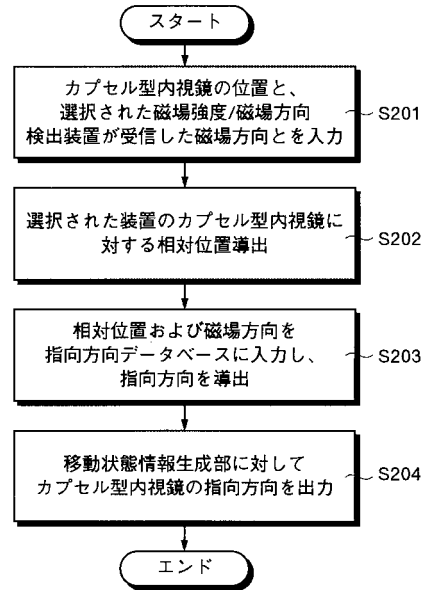 スタート
カプセル型内視鏡の位置と、
選択された磁場強度/磁場方向
検出装置が受信した磁場方向とを入力
S201
選択された装置のカプセル型内視鏡に
対する相対位置導出
S202
相対位置および磁場方向を
指向方向データベースに入力し、
指向方向を導出
S203
移動状態情報生成部に対して
カプセル型内視鏡の指向方向を出力
S204
エンド